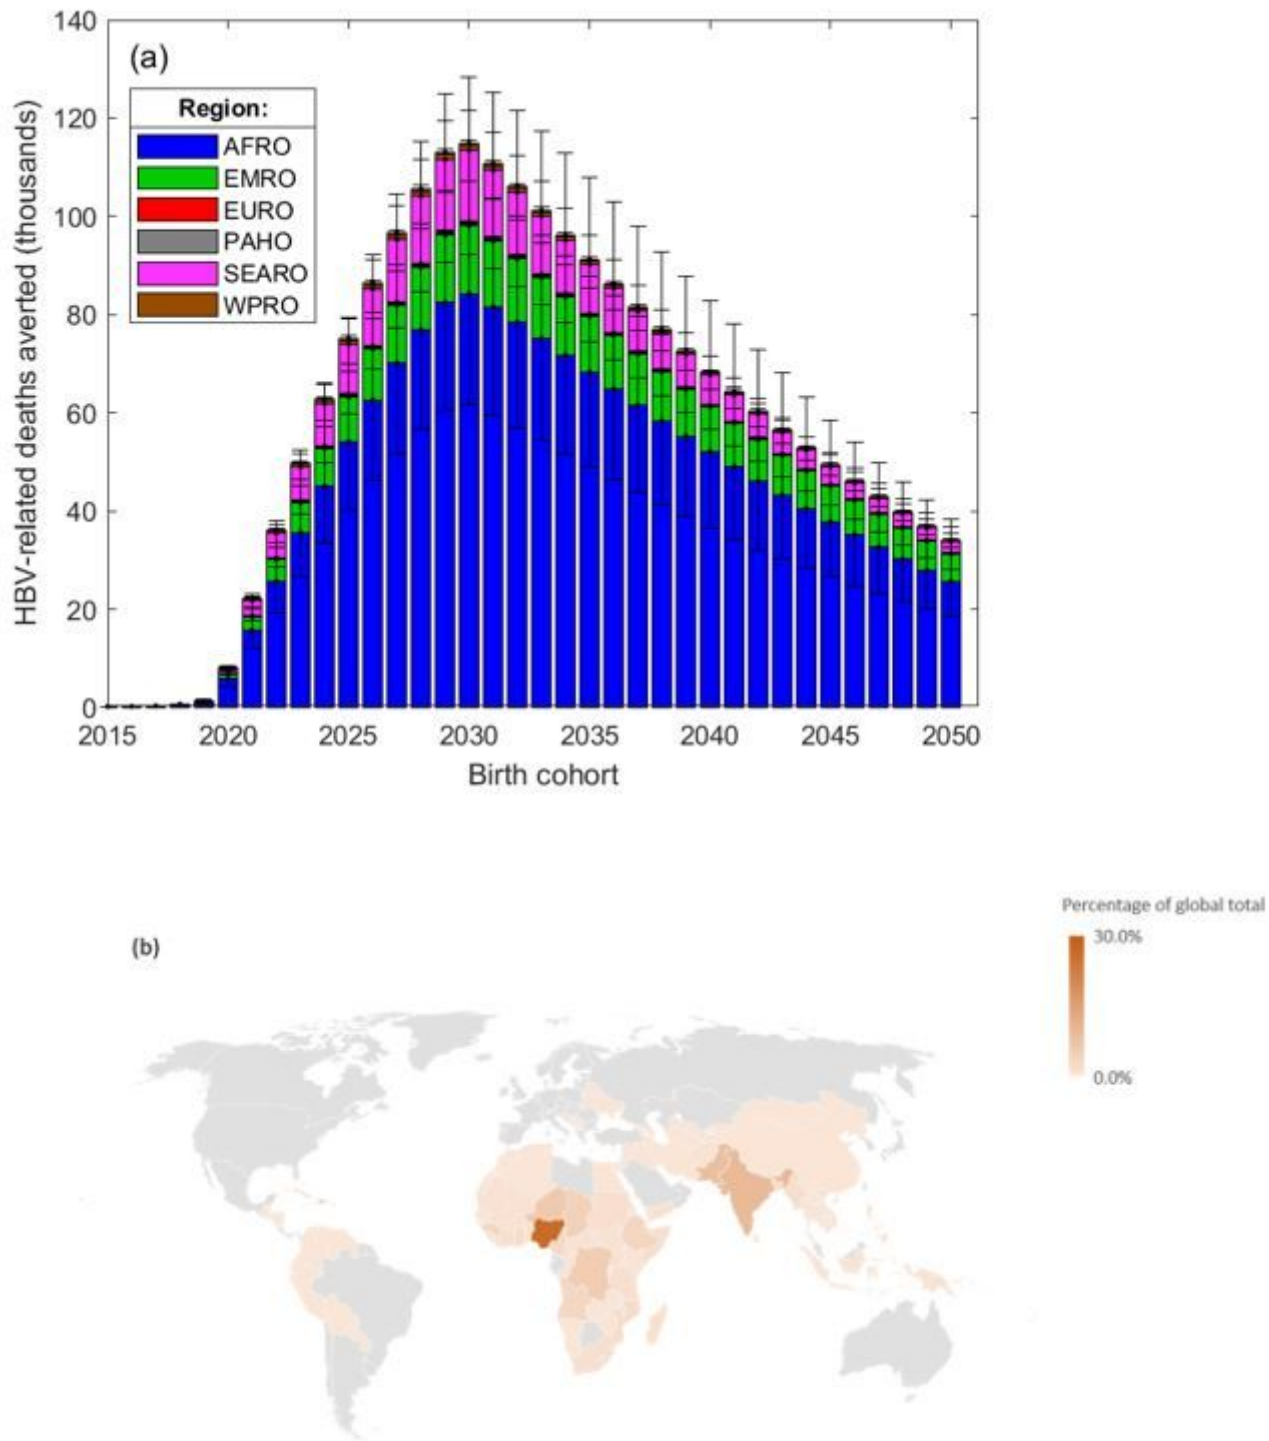 140
120
100
80
60
40
20
0
HBV-related deaths averted (thousands)
(a)
Region:
AFRO
EMRO
EURO
PAHO
SEARO
WPRO
2015 2020 2025 2030 2035 2040 2045 2050
Birth cohort
(b)
Percentage of global total
30.0%
0.0%